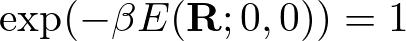 exp(−βE(R; 0, 0)) = 1